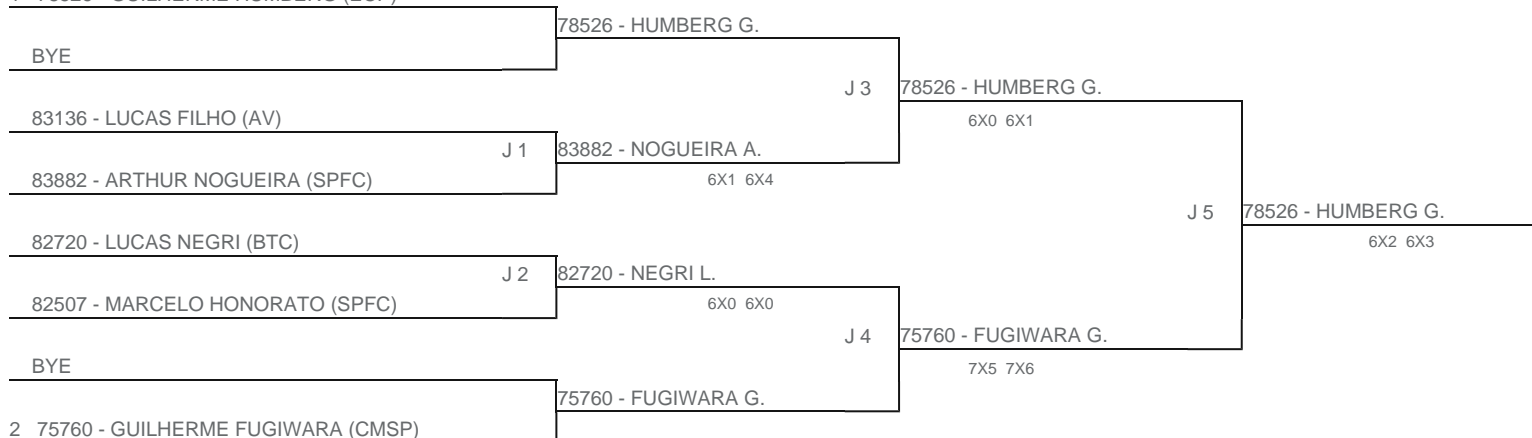 78526 - HUMBERG G.
BYE
J 3
78526 - HUMBERG G.
83136 - LUCAS FILHO (AV)
6X0 6X1
J 1
83882 - NOGUEIRA A.
83882 - ARTHUR NOGUEIRA (SPFC)
6X1 6X4
J 5
78526 - HUMBERG G.
82720 - LUCAS NEGRI (BTC)
6X2 6X3
J 2
82720 - NEGRI L.
82507 - MARCELO HONORATO (SPFC)
6X0 6X0
J 4
75760 - FUGIWARA G.
BYE
7X5 7X6
75760 - FUGIWARA G.
2 75760 - GUILHERME FUGIWARA (CMSP)